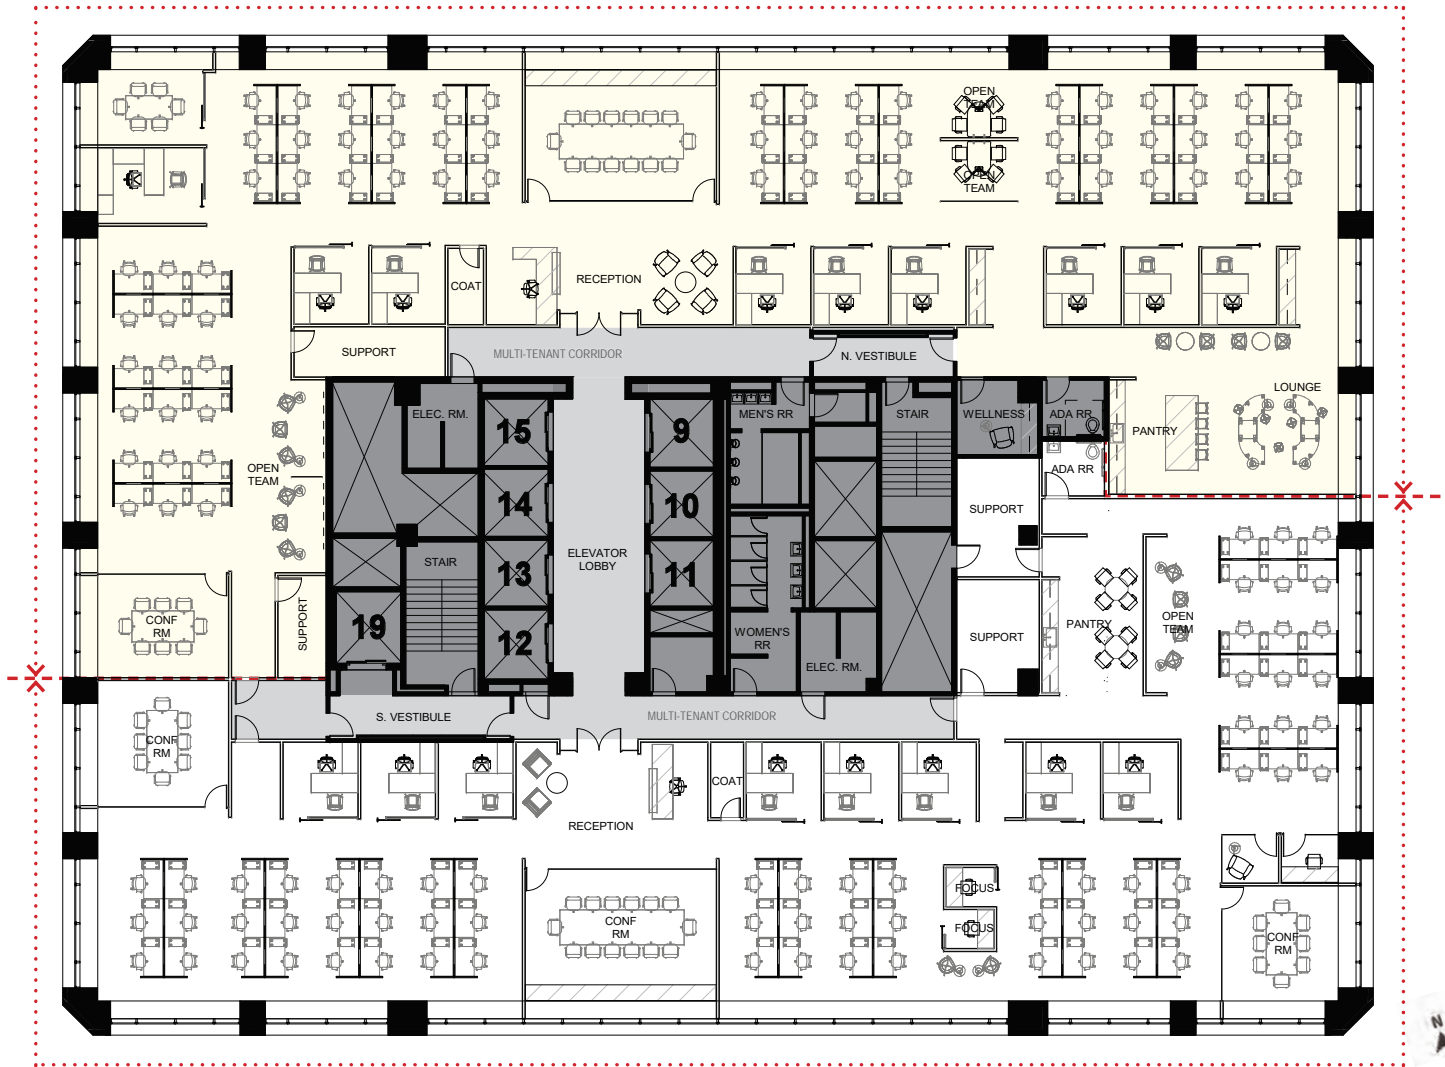 OPEN
TEAM
OPEN
TEAM
COAT
RECEPTION
SUPPORT
MULTI-TENANT CORRIDOR
N. VESTIBULE
LOUNGE
ELEC. RM.
15
9
MEN'S RR
STAIR
WELLNESS
ADA RR
PANTRY
OPEN
TEAM
14
10
ADA RR
SUPPORT
ELEVATOR
LOBBY
STAIR
13
11
CONF
RM
SUPPORT
19
12
WOMEN'S
RR
ELEC. RM.
SUPPORT
PANTRY
OPEN
TEAM
S. VESTIBULE
MULTI-TENANT CORRIDOR
CONF
RM
COAT
RECEPTION
FOCUS
FOCUS
CONF
RM
CONF
RM
N